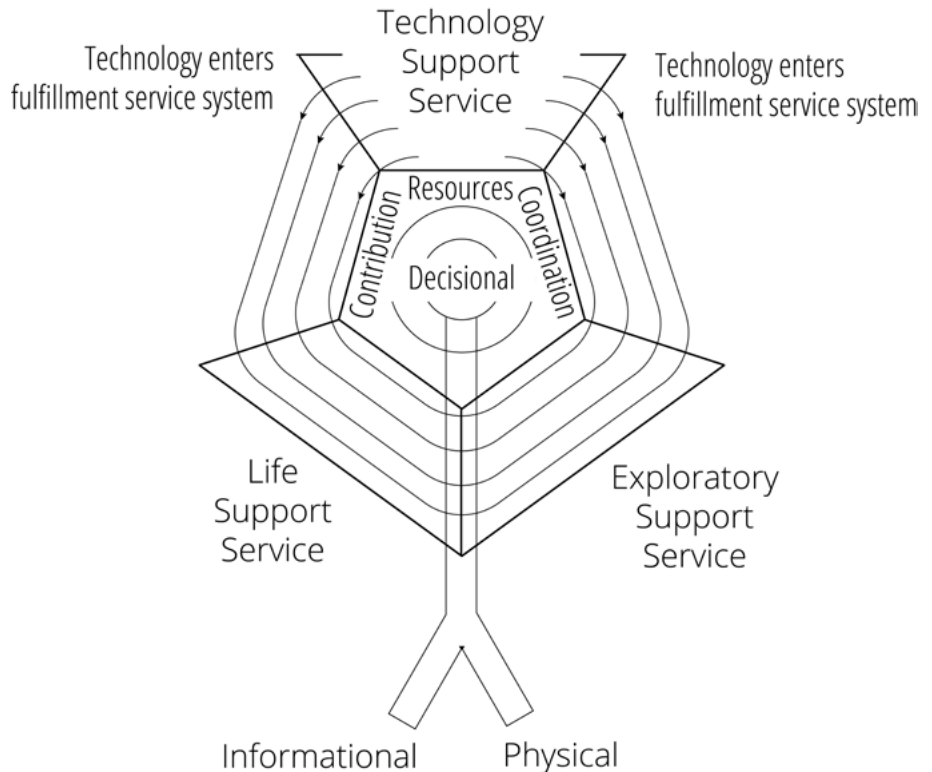 Technology
Support
Service
Technology enters
fulfillment service system
Technology enters
fulfillment service system
Resources
Contribution
Coordination
Decisional
Life
Support
Service
Exploratory
Support
Service
Informational
Physical